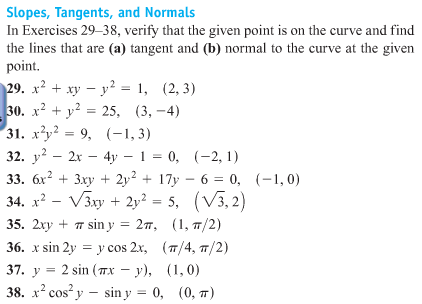 Slopes, Tangents, and Normals
In Exercises 29–38, verify that the given point is on the curve and find
the lines that are (a) tangent and (b) normal to the curve at the given
point.
29. x² + xy − y² = 1, (2, 3)
30. x² + y² = 25, (3, −4)
31. x²y² = 9, (−1, 3)
32. y² − 2x − 4y − 1 = 0, (−2, 1)
33. 6x² + 3xy + 2y² + 17y − 6 = 0, (−1, 0)
34. x² − √3xy + 2y² = 5, (√3, 2)
35. 2xy + π sin y = 2π, (1, π/2)
36. x sin 2y = y cos 2x, (π/4, π/2)
37. y = 2 sin (πx − y), (1, 0)
38. x² cos² y − sin y = 0, (0, π)